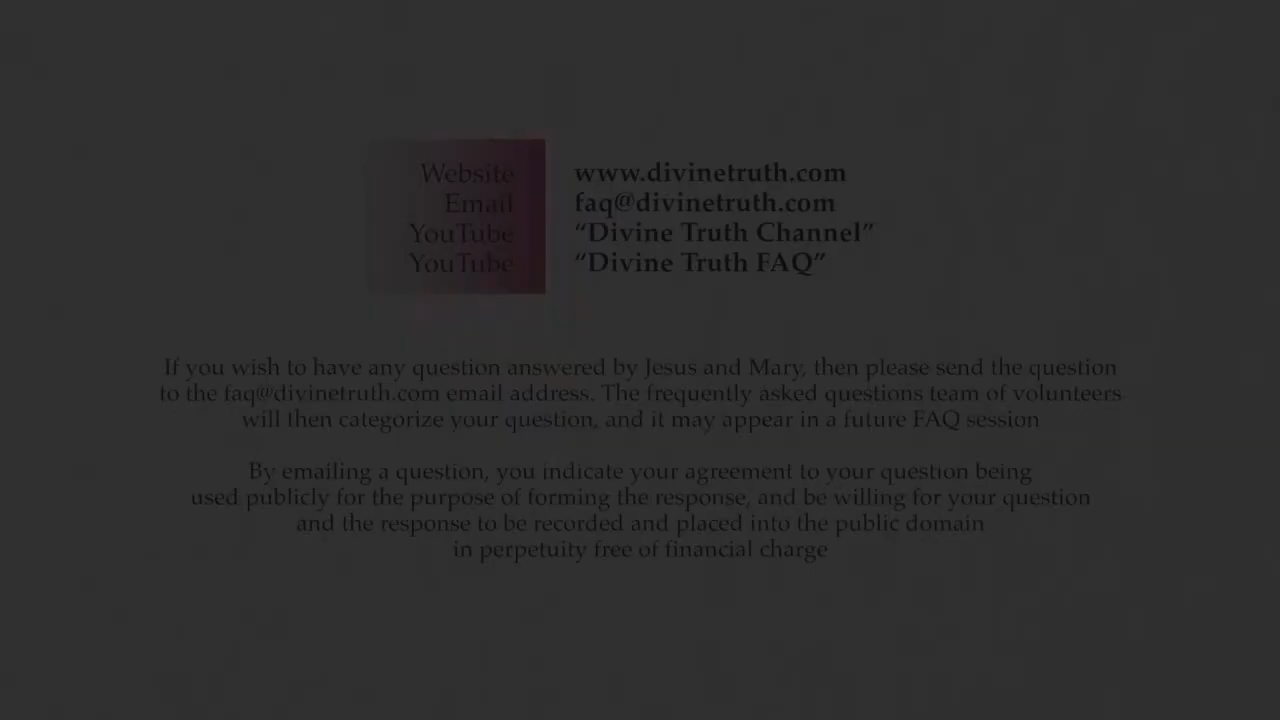 Website www.divinetruth.com
Email faq@divinetruth.com
YouTube “Divine Truth Channel”
YouTube “Divine Truth FAQ”
If you wish to have any question answered by Jesus and Mary, then please send the question
to the faq@divinetruth.com email address. The frequently asked questions team of volunteers
will then categorize your question, and it may appear in a future FAQ session
By emailing a question, you indicate your agreement to your question being
used publicly for the purpose of forming the response, and be willing for your question
and the response to be recorded and placed into the public domain
in perpetuity free of financial charge